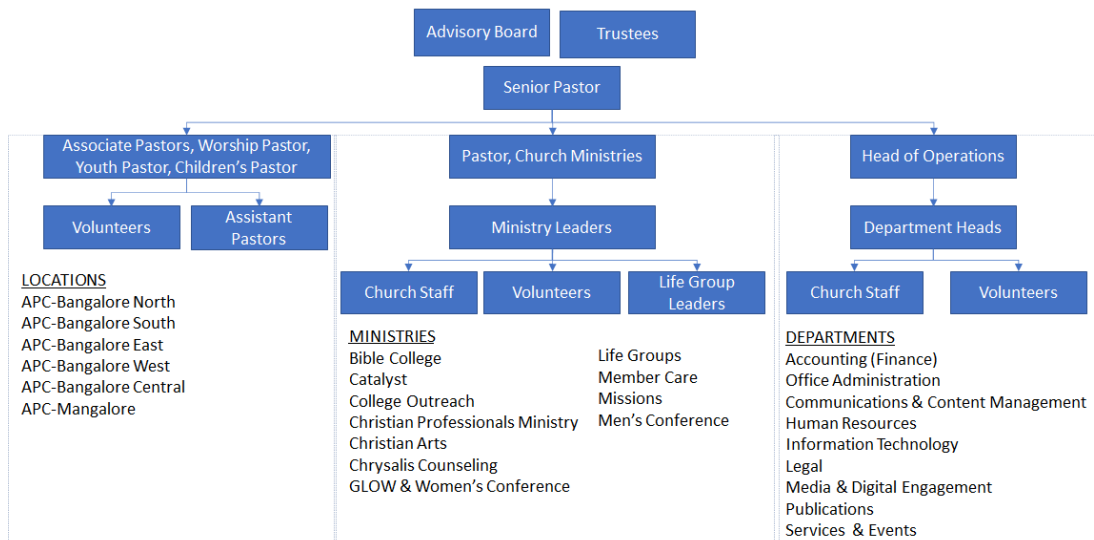 Advisory Board
Trustees
Senior Pastor
Associate Pastors, Worship Pastor,
Youth Pastor, Children's Pastor
Pastor, Church Ministries
Head of Operations
Volunteers
Assistant
Pastors
Ministry Leaders
Department Heads
Church Staff
Volunteers
Life Group
Leaders
Church Staff
Volunteers
LOCATIONS
APC-Bangalore North
APC-Bangalore South
APC-Bangalore East
APC-Bangalore West
APC-Bangalore Central
APC-Mangalore
MINISTRIES
Bible College
Catalyst
College Outreach
Christian Professionals Ministry
Christian Arts
Chrysalis Counseling
GLOW & Women's Conference
Life Groups
Member Care
Missions
Men's Conference
DEPARTMENTS
Accounting (Finance)
Office Administration
Communications & Content Management
Human Resources
Information Technology
Legal
Media & Digital Engagement
Publications
Services & Events